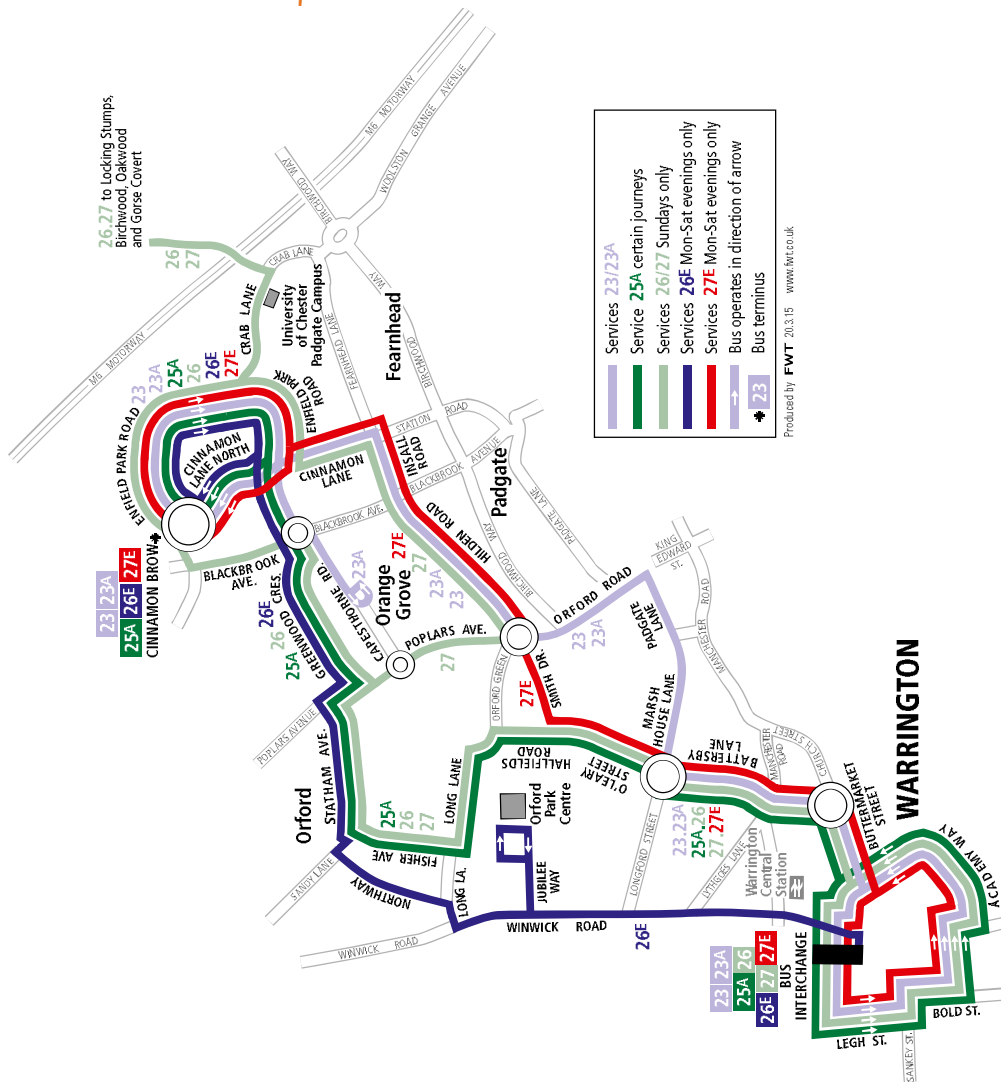 26.27 to Locking Stumps,
Birchwood, Oakwood
and Gorse Covert
26
27
M6 MOTORWAY
M6 MOTORWAY
WOOLSTON GRANGE AVENUE
BIRCHWOOD WAY
CRAB LANE
CRAB LANE
University
of Chester
Padgate Campus
FEARNHEAD LANE
Fearnhead
BIRCHWOOD WAY
23
23A
25A
26
26E
27E
ENFIELD PARK ROAD
ENFIELD PARK
ROAD
CINNAMON
LANE NORTH
CINNAMON
LANE
STATION ROAD
INSALL
ROAD
BLACKBROOK AVENUE
BLACKBROOK AVE.
Padgate
PADGATE LANE
PADGATE LANE
BIRCHWOOD WAY
HILDEN ROAD
27E
27
23A
23
23 23A
25A 26E 27E
CINNAMON BROW
BLACKBROOK
AVE.
GREENWOOD CRES.
26E
26
25A
CAPESTHORNE RD
23A
Orange
Grove
POPLARS AVE.
27
POPLARS AVENUE
ORFORD GREEN
SMITH DR.
27E
ORFORD ROAD
23
23A
KING
EDWARD
ST.
PADGATE
LANE
MANCHESTER ROAD
MARSH
HOUSE LANE
Orford
STATHAM AVE.
SANDY LANE
NORTHWAY
FISHER AVE
25A
26
27
LONG LANE
LONG LA.
HALLFIELDS
ROAD
O'LEARY
STREET
Orford
Park
Centre
JUBILEE
WAY
WINWICK ROAD
WINWICK ROAD
26E
LONGFORD STREET
LYTHGOES LANE
23.23A
25A.26
27.27E
BATTERSBY
LANE
MANCHESTER
ROAD
CHURCH STREET
Warrington
Central
Station
BUTTERMARKET
STREET
WARRINGTON
ACADEMY WAY
23 23A
25A 26
26E 27 27E
BUS
INTERCHANGE
LEGH ST.
SANKEY ST.
BOLD ST.
Services 23/23A
Service 25A certain journeys
Services 26/27 Sundays only
Services 26E Mon-Sat evenings only
Services 27E Mon-Sat evenings only
Bus operates in direction of arrow
23 Bus terminus
Produced by FWT 20.3.15 www.fwt.co.uk